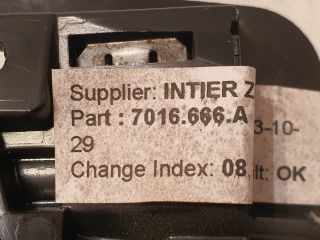 Supplier: INTIER Z
Part : 7016.666.A
3-10-
29
Change Index: 08
lt: OK